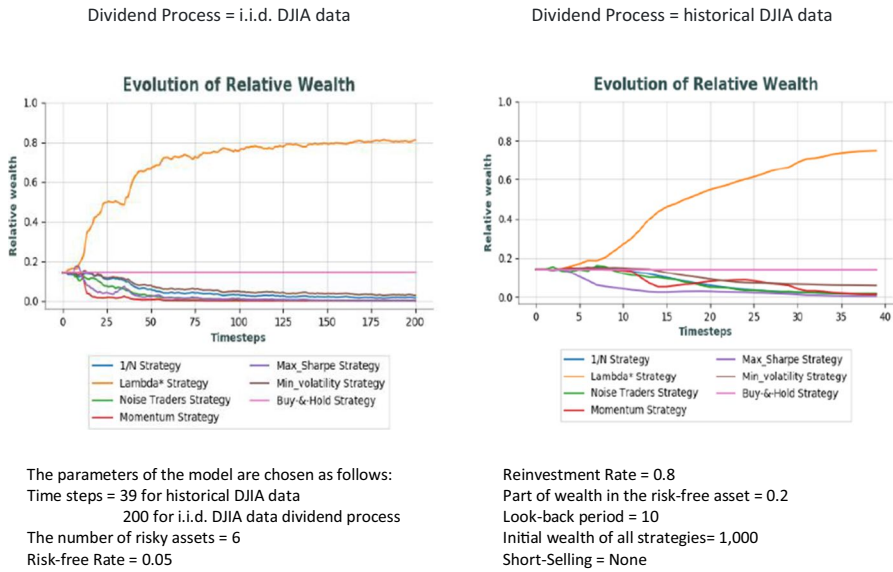 Dividend Process = i.i.d. DJIA data
Evolution of Relative Wealth
Relative wealth
1.0
0.8
0.6
0.4
0.2
0.0
0 25 50 75 100 125 150 175 200
Timesteps
1/N Strategy
Lambda* Strategy
Noise Traders Strategy
Momentum Strategy
Max_Sharpe Strategy
Min_volatility Strategy
Buy-&-Hold Strategy
Dividend Process = historical DJIA data
Evolution of Relative Wealth
Relative wealth
1.0
0.8
0.6
0.4
0.2
0.0
0 5 10 15 20 25 30 35 40
Timesteps
1/N Strategy
Lambda* Strategy
Noise Traders Strategy
Momentum Strategy
Max_Sharpe Strategy
Min_volatility Strategy
Buy-&-Hold Strategy
The parameters of the model are chosen as follows:
Time steps = 39 for historical DJIA data
200 for i.i.d. DJIA data dividend process
The number of risky assets = 6
Risk-free Rate = 0.05
Reinvestment Rate = 0.8
Part of wealth in the risk-free asset = 0.2
Look-back period = 10
Initial wealth of all strategies= 1,000
Short-Selling = None